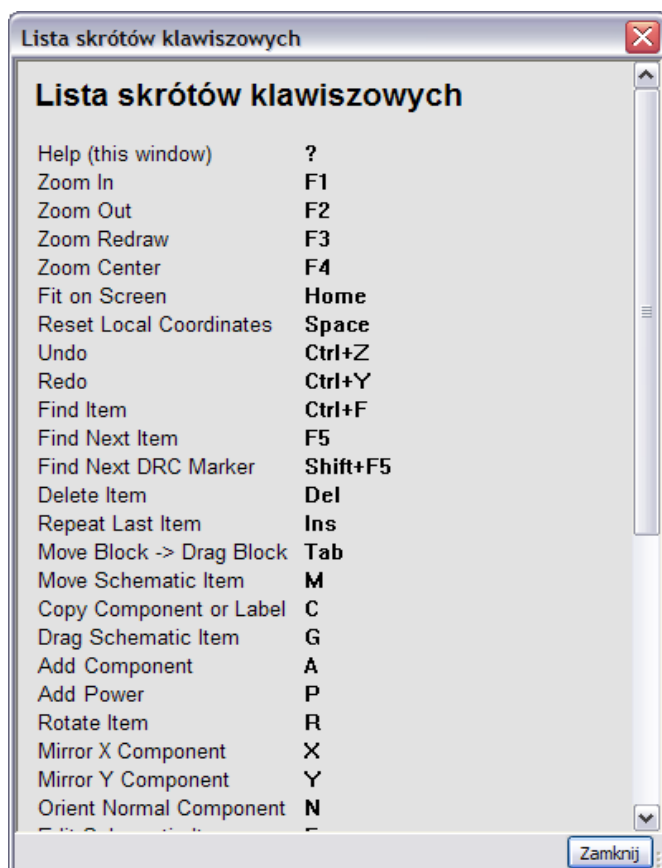 Lista skrótów klawiszowych
Lista skrótów klawiszowych
Help (this window) ?
Zoom In F1
Zoom Out F2
Zoom Redraw F3
Zoom Center F4
Fit on Screen Home
Reset Local Coordinates Space
Undo Ctrl+Z
Redo Ctrl+Y
Find Item Ctrl+F
Find Next Item F5
Find Next DRC Marker Shift+F5
Delete Item Del
Repeat Last Item Ins
Move Block -> Drag Block Tab
Move Schematic Item M
Copy Component or Label C
Drag Schematic Item G
Add Component A
Add Power P
Rotate Item R
Mirror X Component X
Mirror Y Component Y
Orient Normal Component N
Zamknij